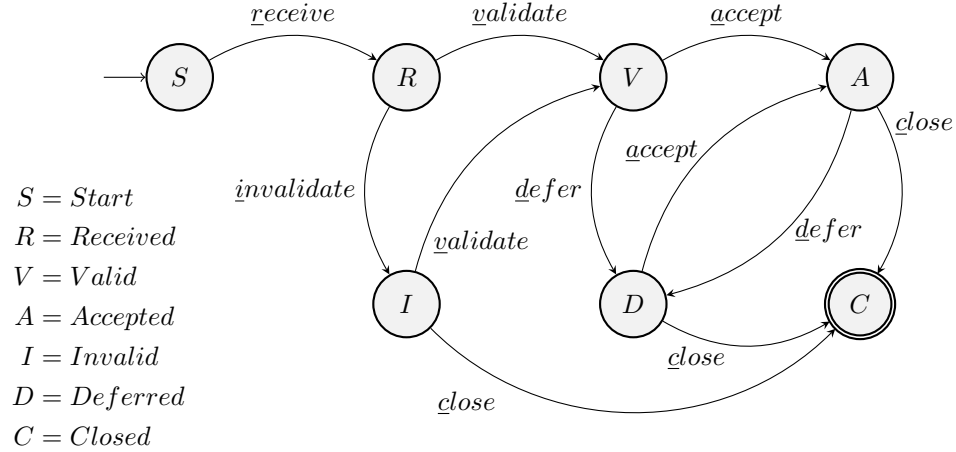 receive
validate
accept
S
R
V
A
close
accept
invalidate
defer
S = Start
R = Received
validate
defer
V = Valid
A = Accepted
I
D
C
I = Invalid
close
D = Deferred
close
C = Closed